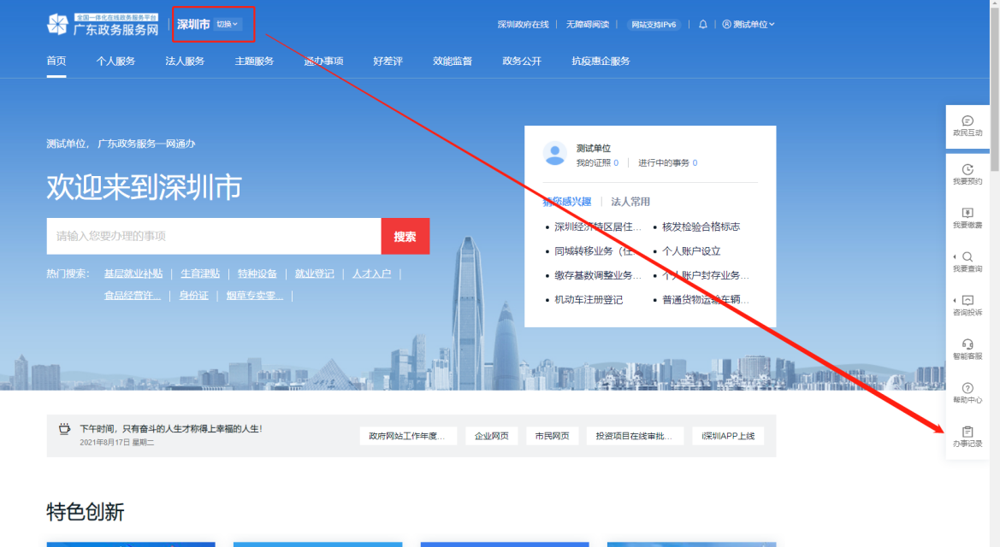 全国一体化在线政务服务平台
广东政务服务网
深圳市 切换
深圳政府在线 无障碍阅读 网站支持IPv6 测试单位
首页 个人服务 法人服务 主题服务 通办事项 好差评 效能监督 政务公开 抗疫惠企服务
测试单位， 广东政务服务一网通办
欢迎来到深圳市
请输入您要办理的事项 搜索
热门搜索： 基层就业补贴 生育津贴 特种设备 就业登记 人才入户
食品经营许... 身份证 烟草专卖零...
测试单位
我的证照 0 进行中的事务 0
猜您感兴趣 法人常用
深圳经济特区居住... 核发检验合格标志
同城转移业务（住... 个人账户设立
缴存基数调整业务... 个人账户封存业务...
机动车注册登记 普通货物运输车辆...
政民互动
我要预约
我要缴费
我要查询
咨询投诉
智能客服
帮助中心
办事记录
下午时间，只有奋斗的人生才称得上幸福的人生！
2021年8月17日 星期二
政府网站工作年度... 企业网页 市民网页 投资项目在线审批... i深圳APP上线
特色创新